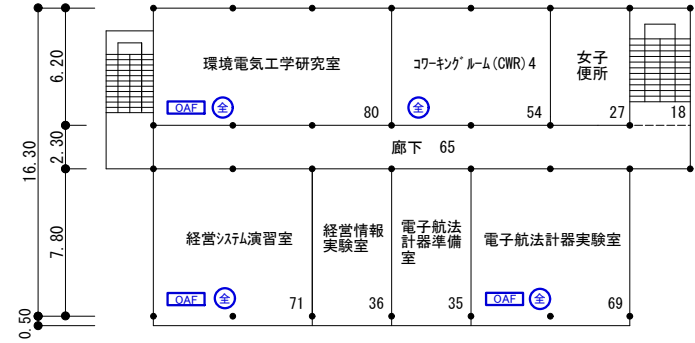 16.30
6.20
2.30
7.80
0.50
環境電気工学研究室
OAF 全 80
コワーキングルーム(CWR)4
全 54
女子
便所
27
18
廊下 65
経営システム演習室
OAF 全 71
経営情報
実験室
36
電子航法
計器準備
室
35
電子航法計器実験室
OAF 全 69